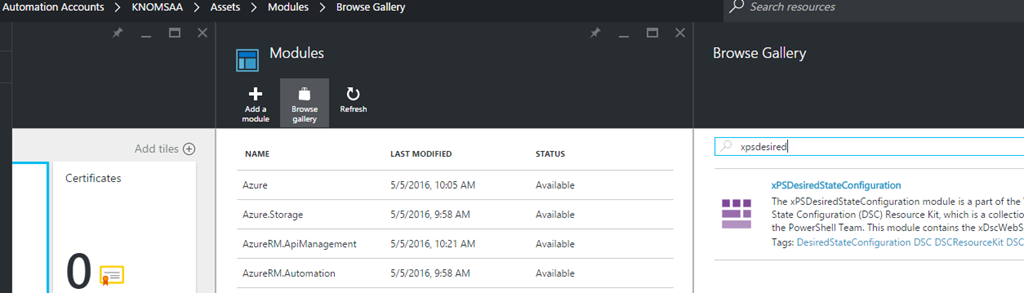 Automation Accounts > KNOMSAA > Assets > Modules > Browse Gallery
Search resources
Modules
Add a module
Browse gallery
Refresh
Browse Gallery
Add tiles
Certificates
0
NAME LAST MODIFIED STATUS
Azure 5/5/2016, 10:05 AM Available
Azure.Storage 5/5/2016, 9:58 AM Available
AzureRM.ApiManagement 5/5/2016, 10:21 AM Available
AzureRM.Automation 5/5/2016, 9:58 AM Available
xpsdesired
xPSDesiredStateConfiguration
The xPSDesiredStateConfiguration module is a part of the
State Configuration (DSC) Resource Kit, which is a collectio
the PowerShell Team. This module contains the xDscWebS
Tags: DesiredStateConfiguration DSC DSCResourceKit DSC